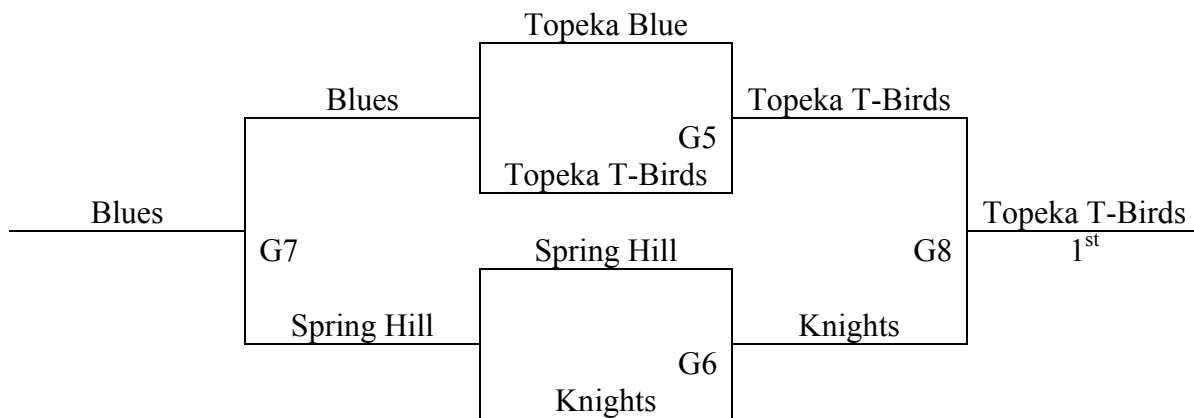 Topeka Blue
Blues
Topeka T-Birds
G5
Topeka T-Birds
Blues
Topeka T-Birds
G7
Spring Hill
G8
1st
Spring Hill
Knights
G6
Knights